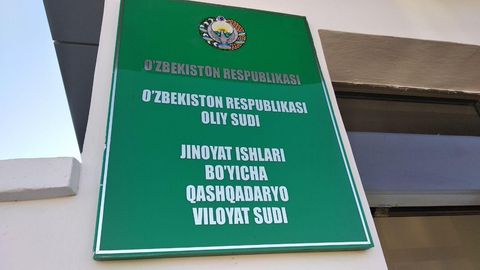 O'ZBEKISTON RESPUBLIKASI
O'ZBEKISTON RESPUBLIKASI
OLIY SUDI
JINOYAT ISHLARI
BO'YICHA
QASHQADARYO
VILOYAT SUDI